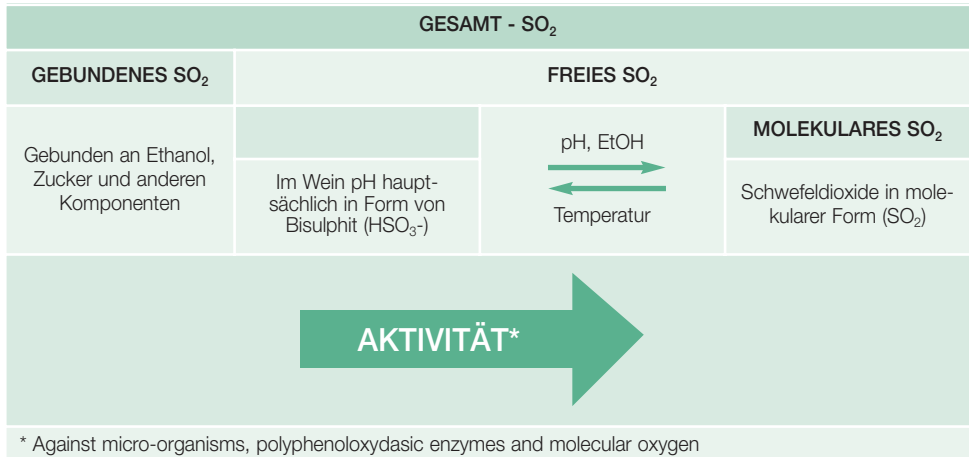 GESAMT - SO₂
GEBUNDENES SO₂
FREIES SO₂
Gebunden an Ethanol,
Zucker und anderen
Komponenten
Im Wein pH haupt-
sächlich in Form von
Bisulphit (HSO₃-)
pH, EtOH
Temperatur
MOLEKULARES SO₂
Schwefeldioxide in mole-
kularer Form (SO₂)
AKTIVITÄT*
* Against micro-organisms, polyphenoloxydasic enzymes and molecular oxygen